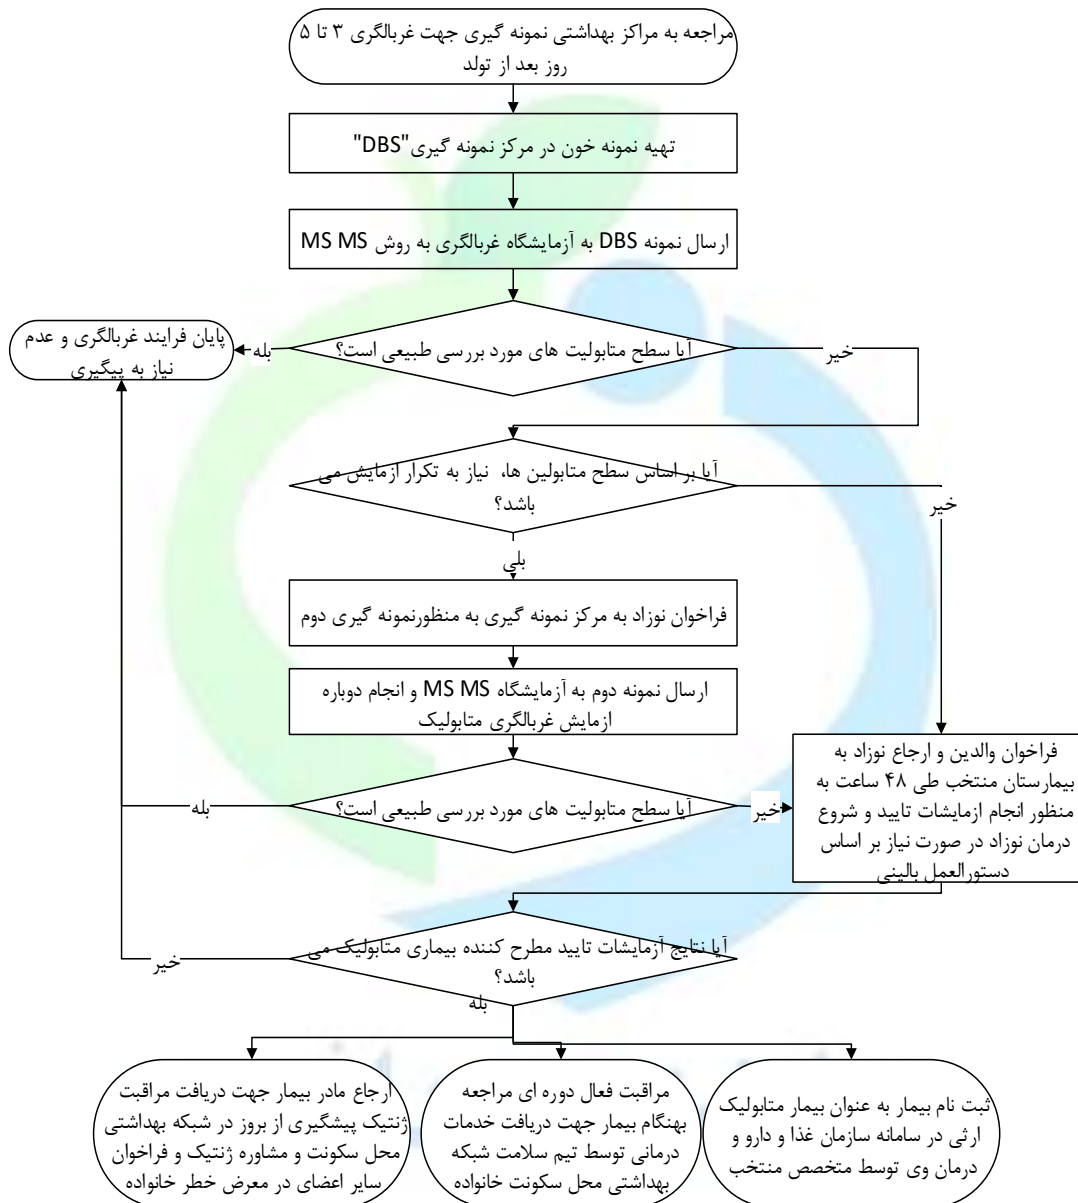 مراجعه به مراکز بهداشتی نمونه گیری جهت غربالگری ۳ تا ۵
روز بعد از تولد
تهیه نمونه خون در مرکز نمونه گیری"DBS"
ارسال نمونه DBS به آزمایشگاه غربالگری به روش MS MS
آیا سطح متابولیت های مورد بررسی طبیعی است؟
خیر
بله
پایان فرایند غربالگری و عدم
نیاز به پیگیری
آیا بر اساس سطح متابولین ها، نیاز به تکرار ازمایش می
باشد؟
خیر
بلی
فراخوان نوزاد به مرکز نمونه گیری به منظورنمونه گیری دوم
ارسال نمونه دوم به آزمایشگاه MS MS و انجام دوباره
ازمایش غربالگری متابولیک
آیا سطح متابولیت های مورد بررسی طبیعی است؟
خیر
بله
فراخوان والدین و ارجاع نوزاد به
بیمارستان منتخب طی ۴۸ ساعت به
منظور انجام ازمایشات تایید و شروع
درمان نوزاد در صورت نیاز بر اساس
دستورالعمل بالینی
آیا نتایج آزمایشات تایید مطرح کننده بیماری متابولیک می
باشد؟
خیر
بله
ثبت نام بیمار به عنوان بیمار متابولیک
ارثی در سامانه سازمان غذا و دارو و
درمان وی توسط متخصص منتخب
مراقبت فعال دوره ای مراجعه
بهنگام بیمار جهت دریافت خدمات
درمانی توسط تیم سلامت شبکه
بهداشتی محل سکونت خانواده
ارجاع مادر بیمار جهت دریافت مراقبت
ژنتیک پیشگیری از بروز در شبکه بهداشتی
محل سکونت و مشاوره ژنتیک و فراخوان
سایر اعضای در معرض خطر خانواده